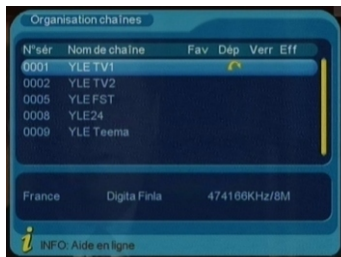 Organisation chaînes
N°sér Nom de chaîne Fav Dép Verr Eff
0001 YLE TV1
0002 YLE TV2
0005 YLE FST
0008 YLE24
0009 YLE Teema
France Digita Finla 474166KHz/8M
i INFO: Aide en ligne